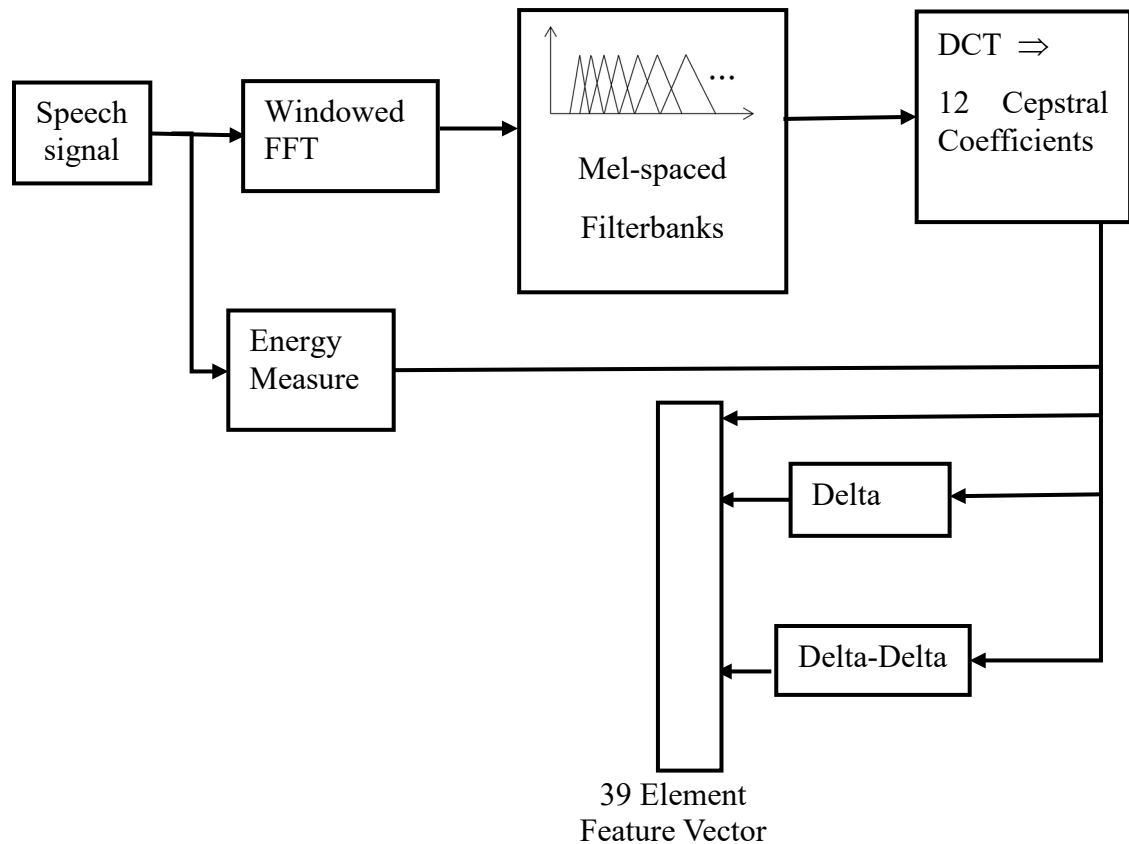 Speech
signal
Windowed
FFT
...
Mel-spaced
Filterbanks
DCT ⇒
12 Cepstral
Coefficients
Energy
Measure
Delta
Delta-Delta
39 Element
Feature Vector